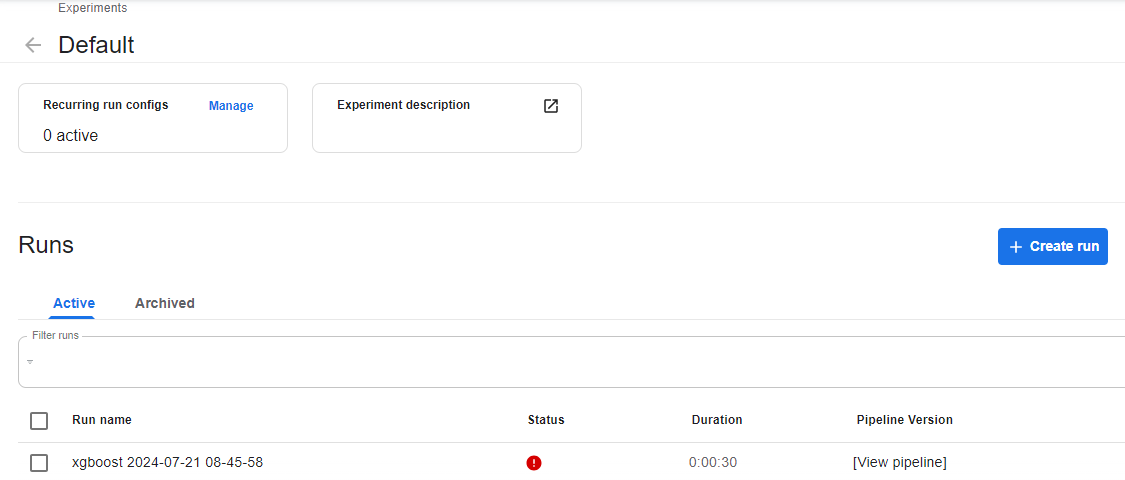 Experiments
Default
Recurring run configs Manage
0 active
Experiment description
Runs
Create run
Active Archived
Filter runs
Run name Status Duration Pipeline Version
xgboost 2024-07-21 08-45-58 0:00:30 [View pipeline]